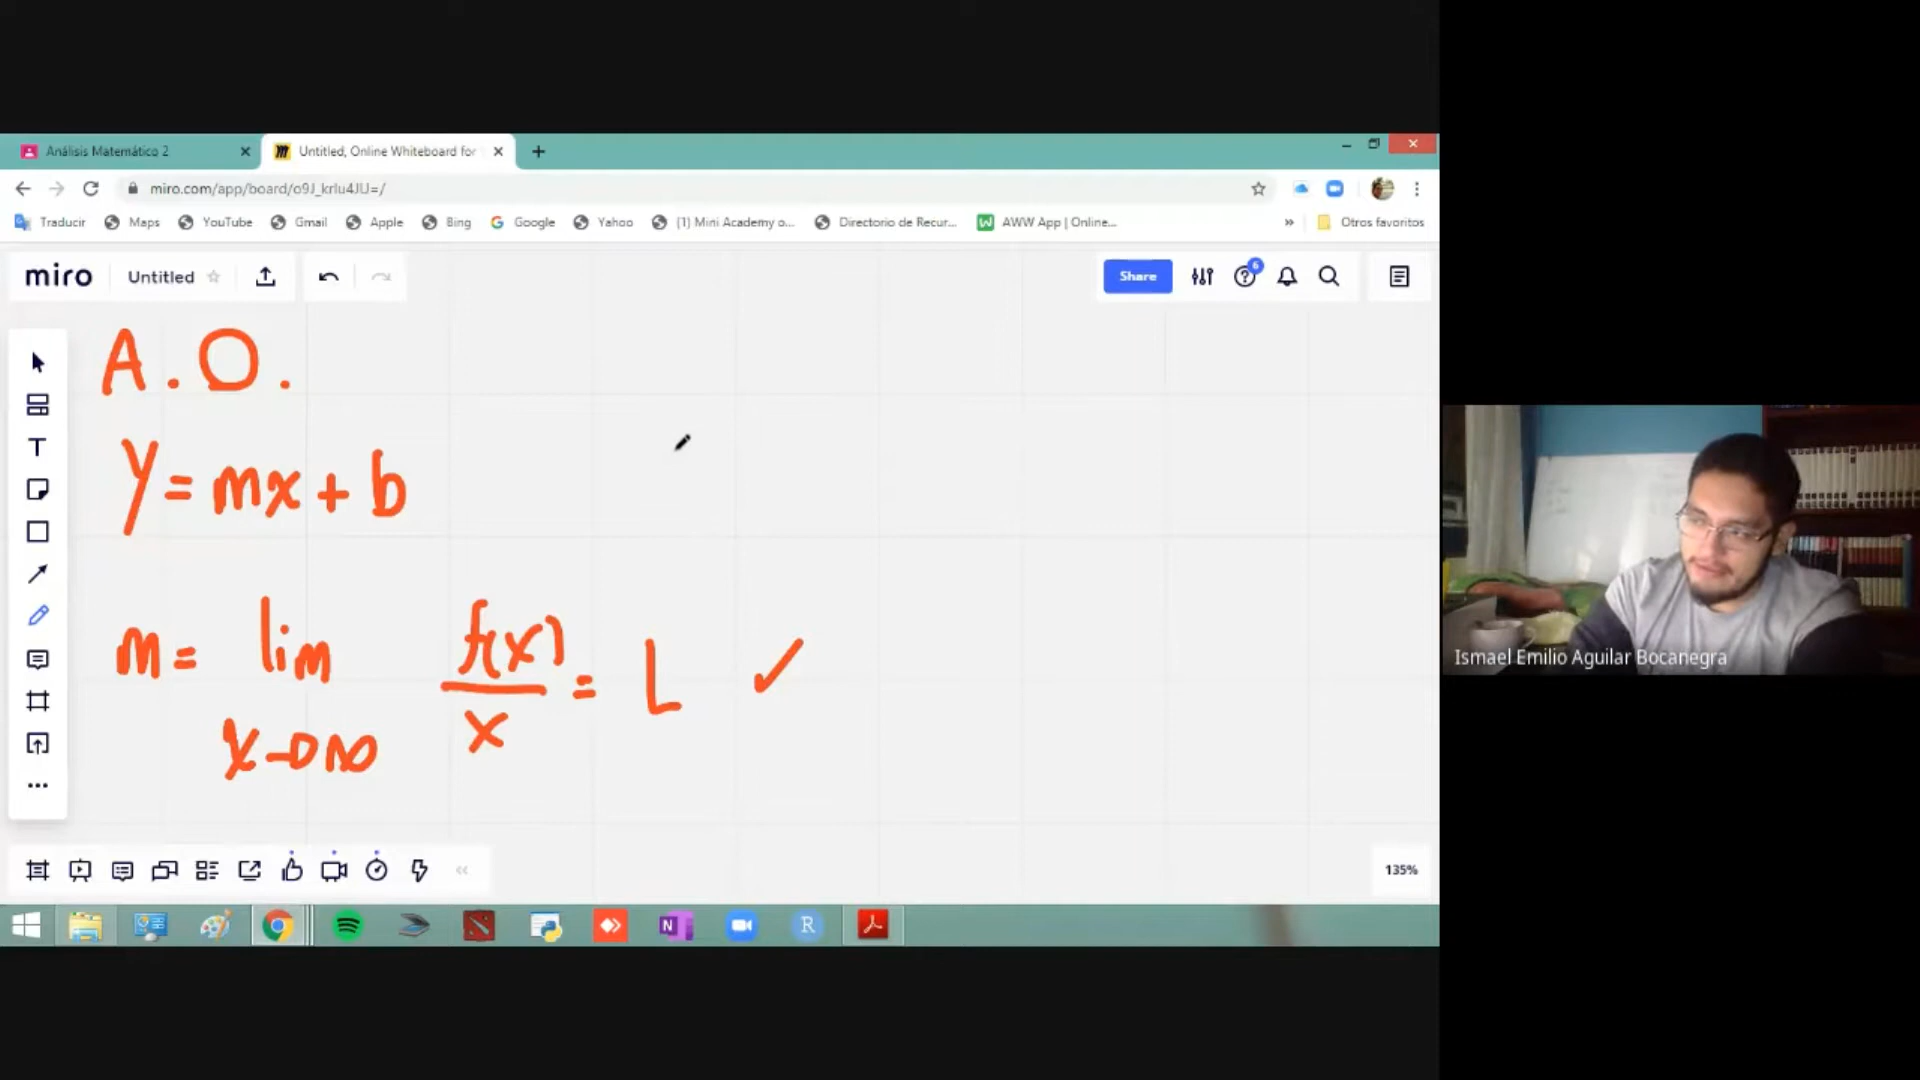 Análisis Matemático 2
Untitled, Online Whiteboard for
miro.com/app/board/o9J_krlu4JU=/
Traducir Maps YouTube Gmail Apple Bing Google Yahoo (1) Mini Academy o... Directorio de Recur... AWW App | Online... » Otros favoritos
miro Untitled Share 6
A.O.
y = mx + b
m = lim f(x)/x = L ✓
x→∞
Ismael Emilio Aguilar Bocanegra
135%